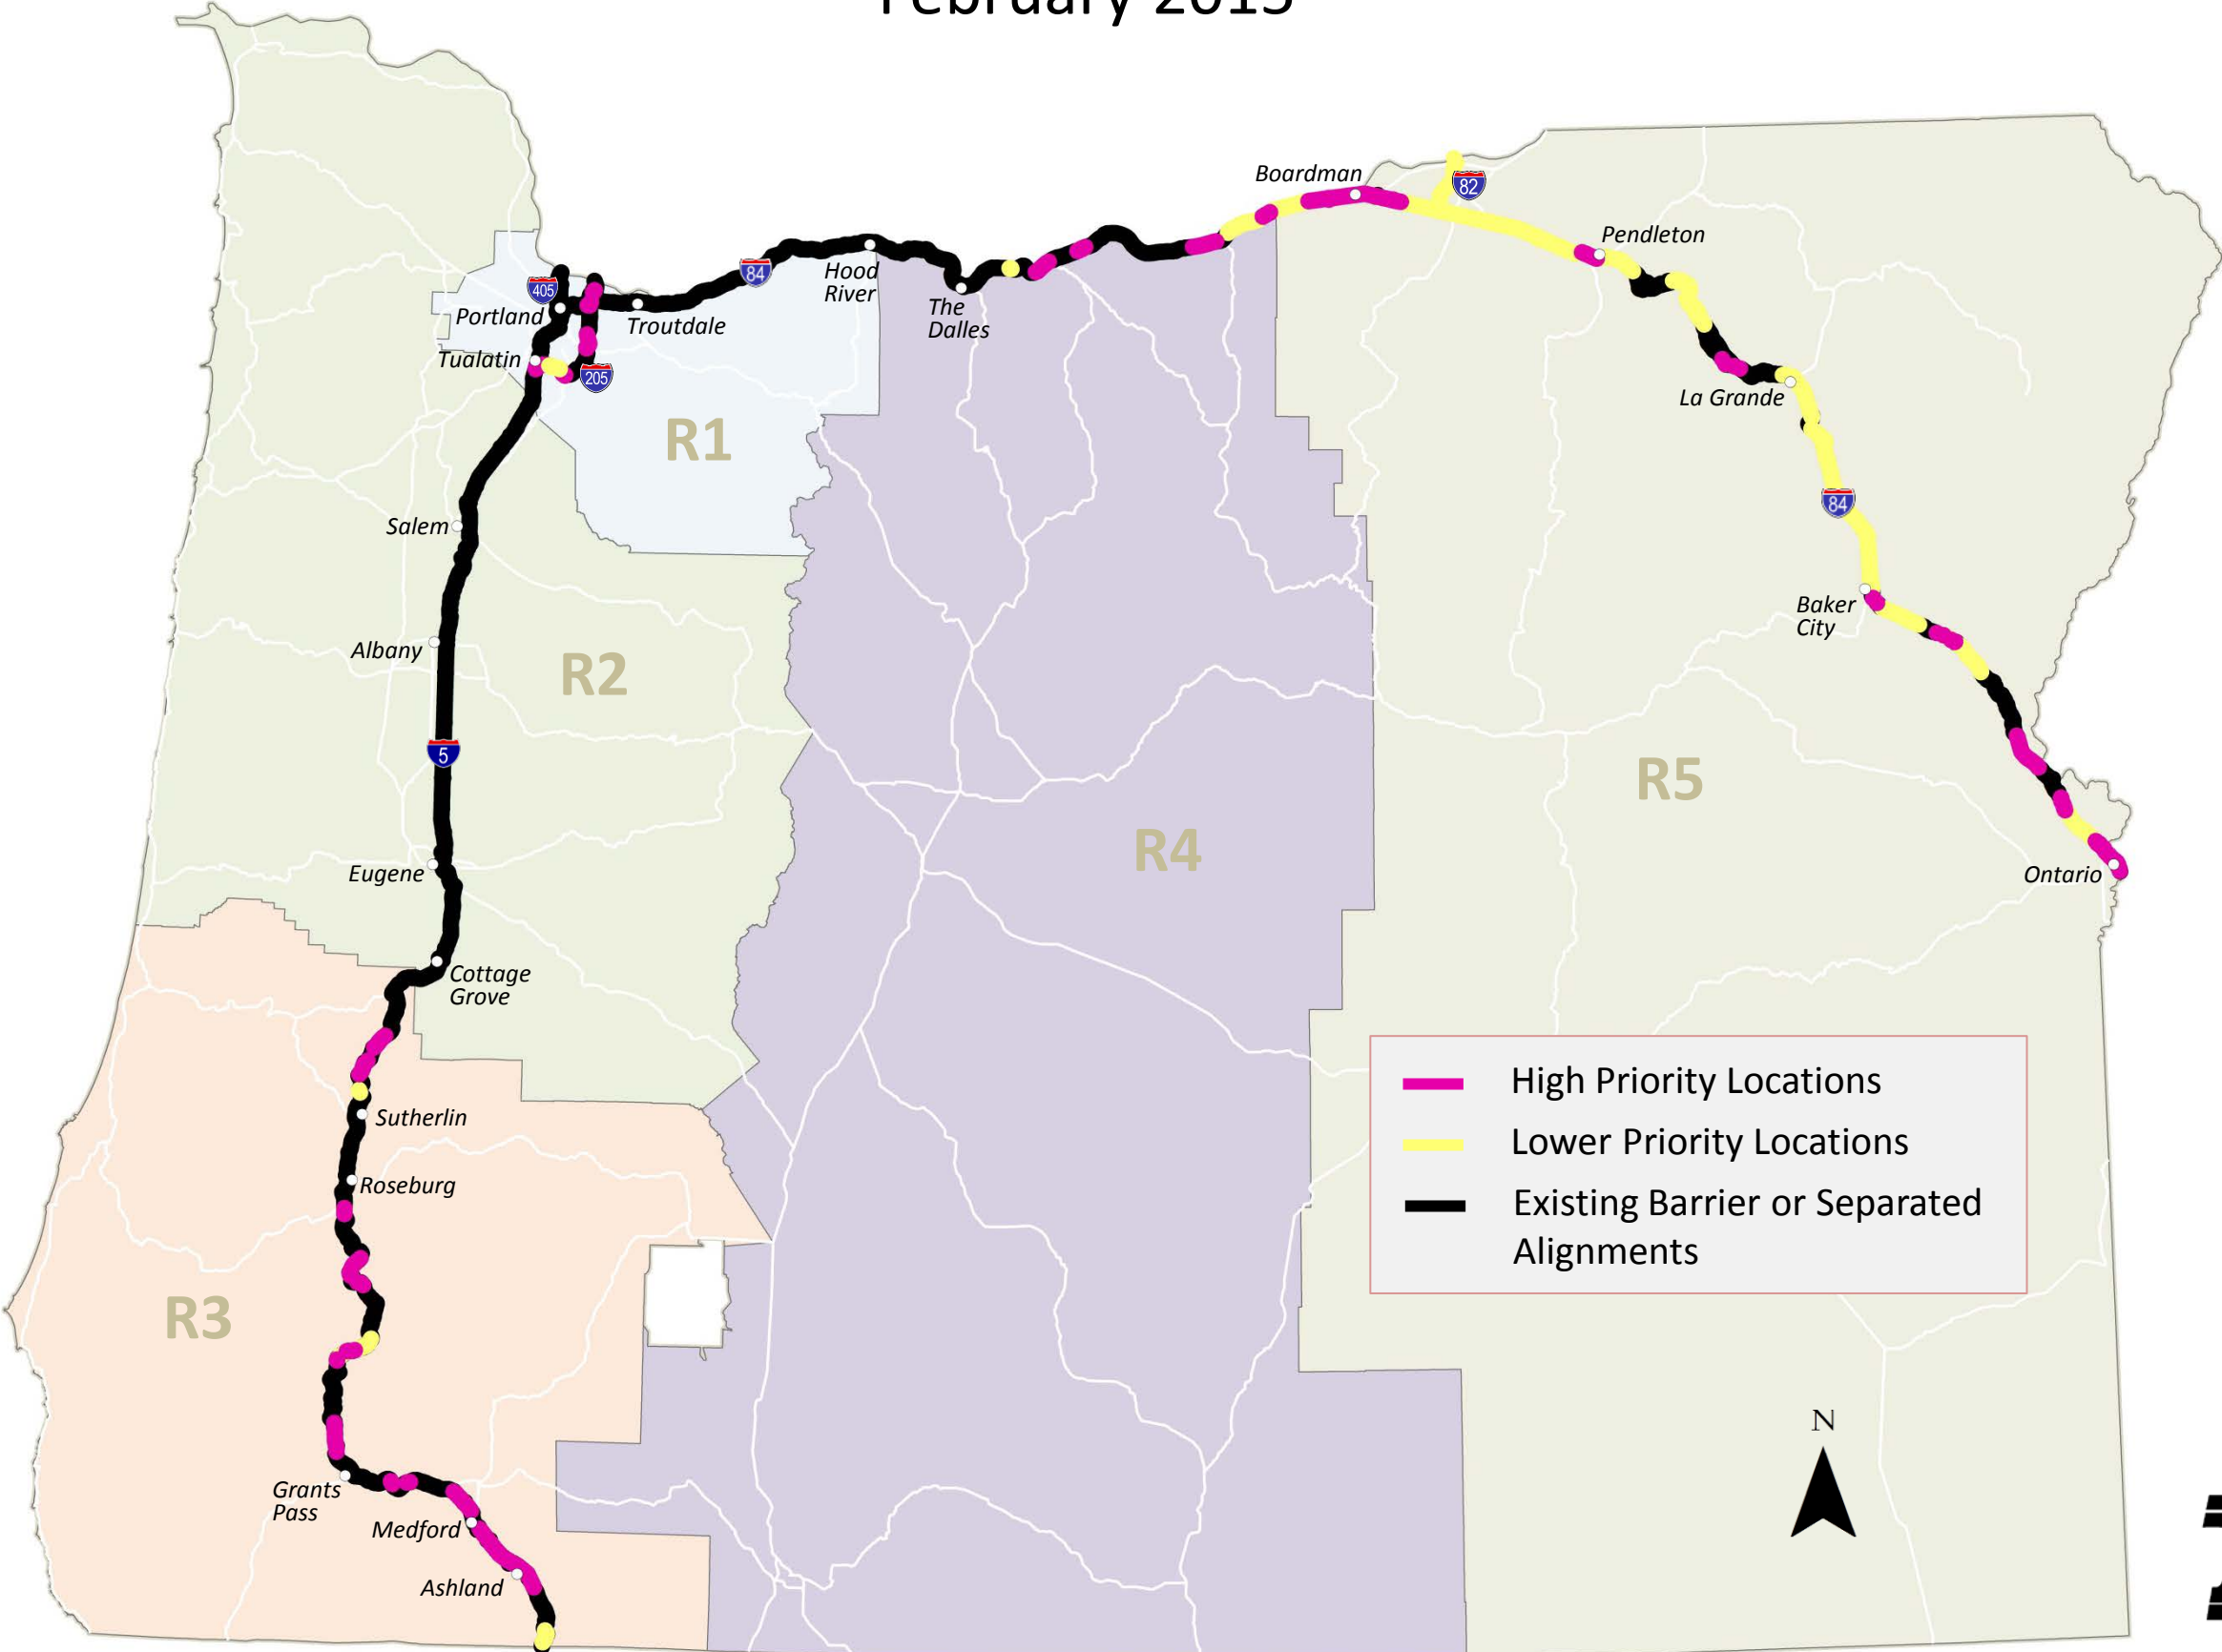 February 2015
Boardman
82
Pendleton
84
Hood
River
405
Portland
Troutdale
The
Dalles
Tualatin
205
La Grande
R1
84
Salem
Baker
City
Albany
R2
5
R5
R4
Eugene
Ontario
Cottage
Grove
High Priority Locations
Sutherlin
Lower Priority Locations
Roseburg
Existing Barrier or Separated
Alignments
R3
N
Grants
Pass
Medford
Ashland